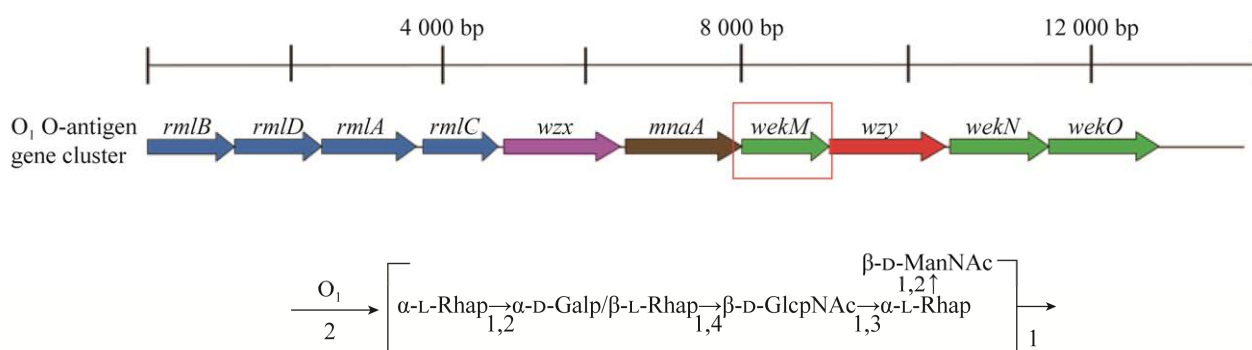 4 000 bp 8 000 bp 12 000 bp
O₁ O-antigen gene cluster
rmlB rmlD rmlA rmlC wzx mnaA wekM wzy wekN wekO
β-D-ManNAc
1,2↑
O₁ α-L-Rhap→α-D-Galp/β-L-Rhap→β-D-GlcpNAc→α-L-Rhap
2 1,2 1,4 1,3 1